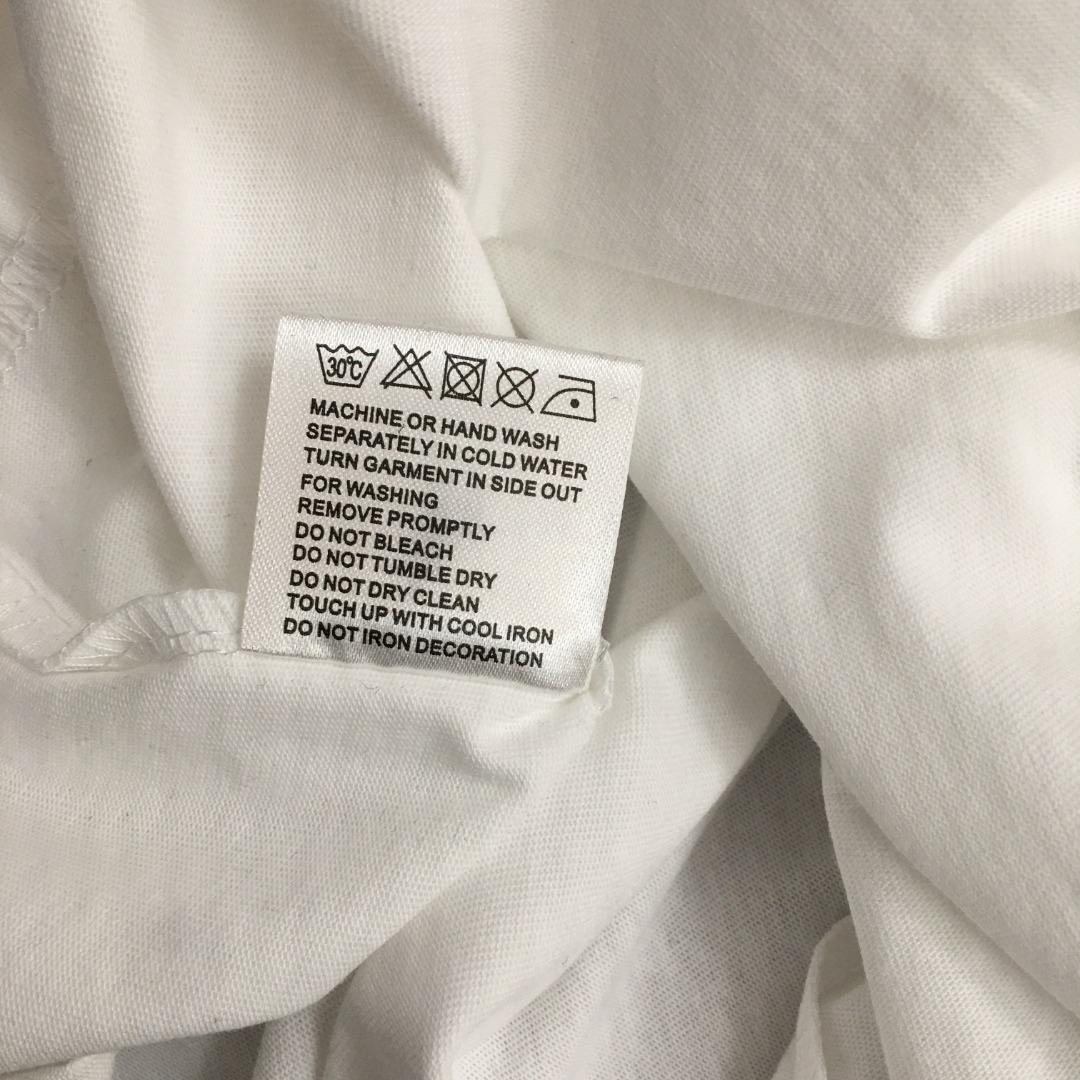 30°C
MACHINE OR HAND WASH
SEPARATELY IN COLD WATER
TURN GARMENT IN SIDE OUT
FOR WASHING
REMOVE PROMPTLY
DO NOT BLEACH
DO NOT TUMBLE DRY
DO NOT DRY CLEAN
TOUCH UP WITH COOL IRON
DO NOT IRON DECORATION